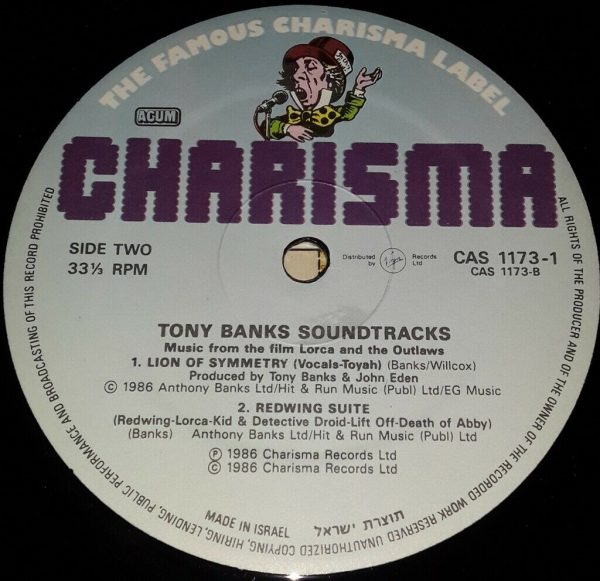 THE FAMOUS CHARISMA LABEL
ACUM
CHARISMA
SIDE TWO
33⅓ RPM
Distributed by Virgin Records Ltd
CAS 1173-1
CAS 1173-B
TONY BANKS SOUNDTRACKS
Music from the film Lorca and the Outlaws
1. LION OF SYMMETRY (Vocals-Toyah) (Banks/Willcox)
Produced by Tony Banks & John Eden
© 1986 Anthony Banks Ltd/Hit & Run Music (Publ) Ltd/EG Music
2. REDWING SUITE
(Redwing-Lorca-Kid & Detective Droid-Lift Off-Death of Abby)
(Banks) Anthony Banks Ltd/Hit & Run Music (Publ) Ltd
℗ 1986 Charisma Records Ltd
© 1986 Charisma Records Ltd
MADE IN ISRAEL תוצרת ישראל
ALL RIGHTS OF THE PRODUCER AND OF THE OWNER OF THE RECORDED WORK RESERVED UNAUTHORIZED COPYING, HIRING, LENDING, PUBLIC PERFORMANCE AND BROADCASTING OF THIS RECORD PROHIBITED